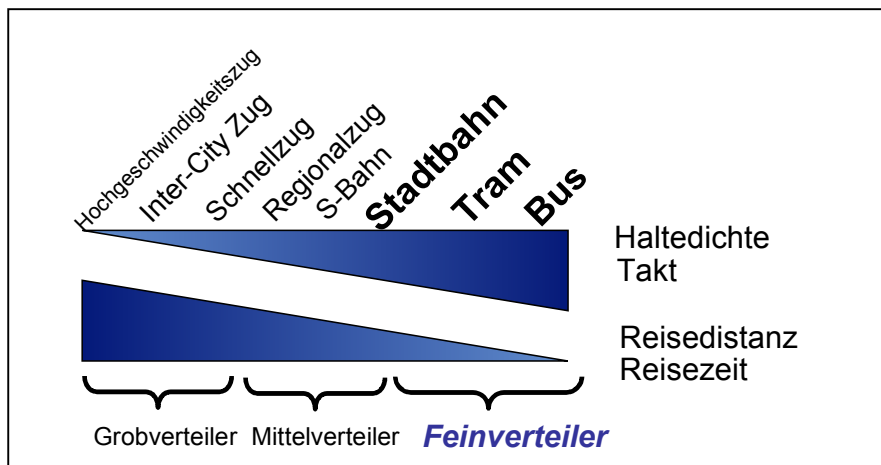 Hochgeschwindigkeitszug
Inter-City Zug
Schnellzug
Regionalzug
S-Bahn
Stadtbahn
Tram
Bus
Haltedichte
Takt
Reisedistanz
Reisezeit
Grobverteiler
Mittelverteiler
Feinverteiler